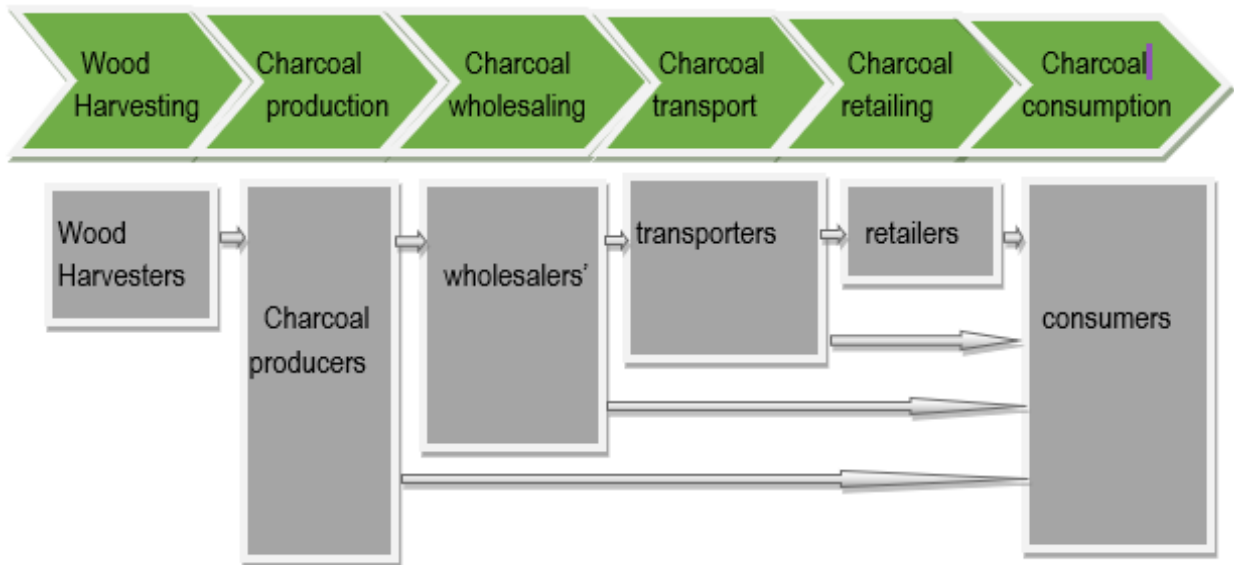 Wood
Harvesting
Charcoal
production
Charcoal
wholesaling
Charcoal
transport
Charcoal
retailing
Charcoal
consumption
Wood
Harvesters
Charcoal
producers
wholesalers’
transporters
retailers
consumers